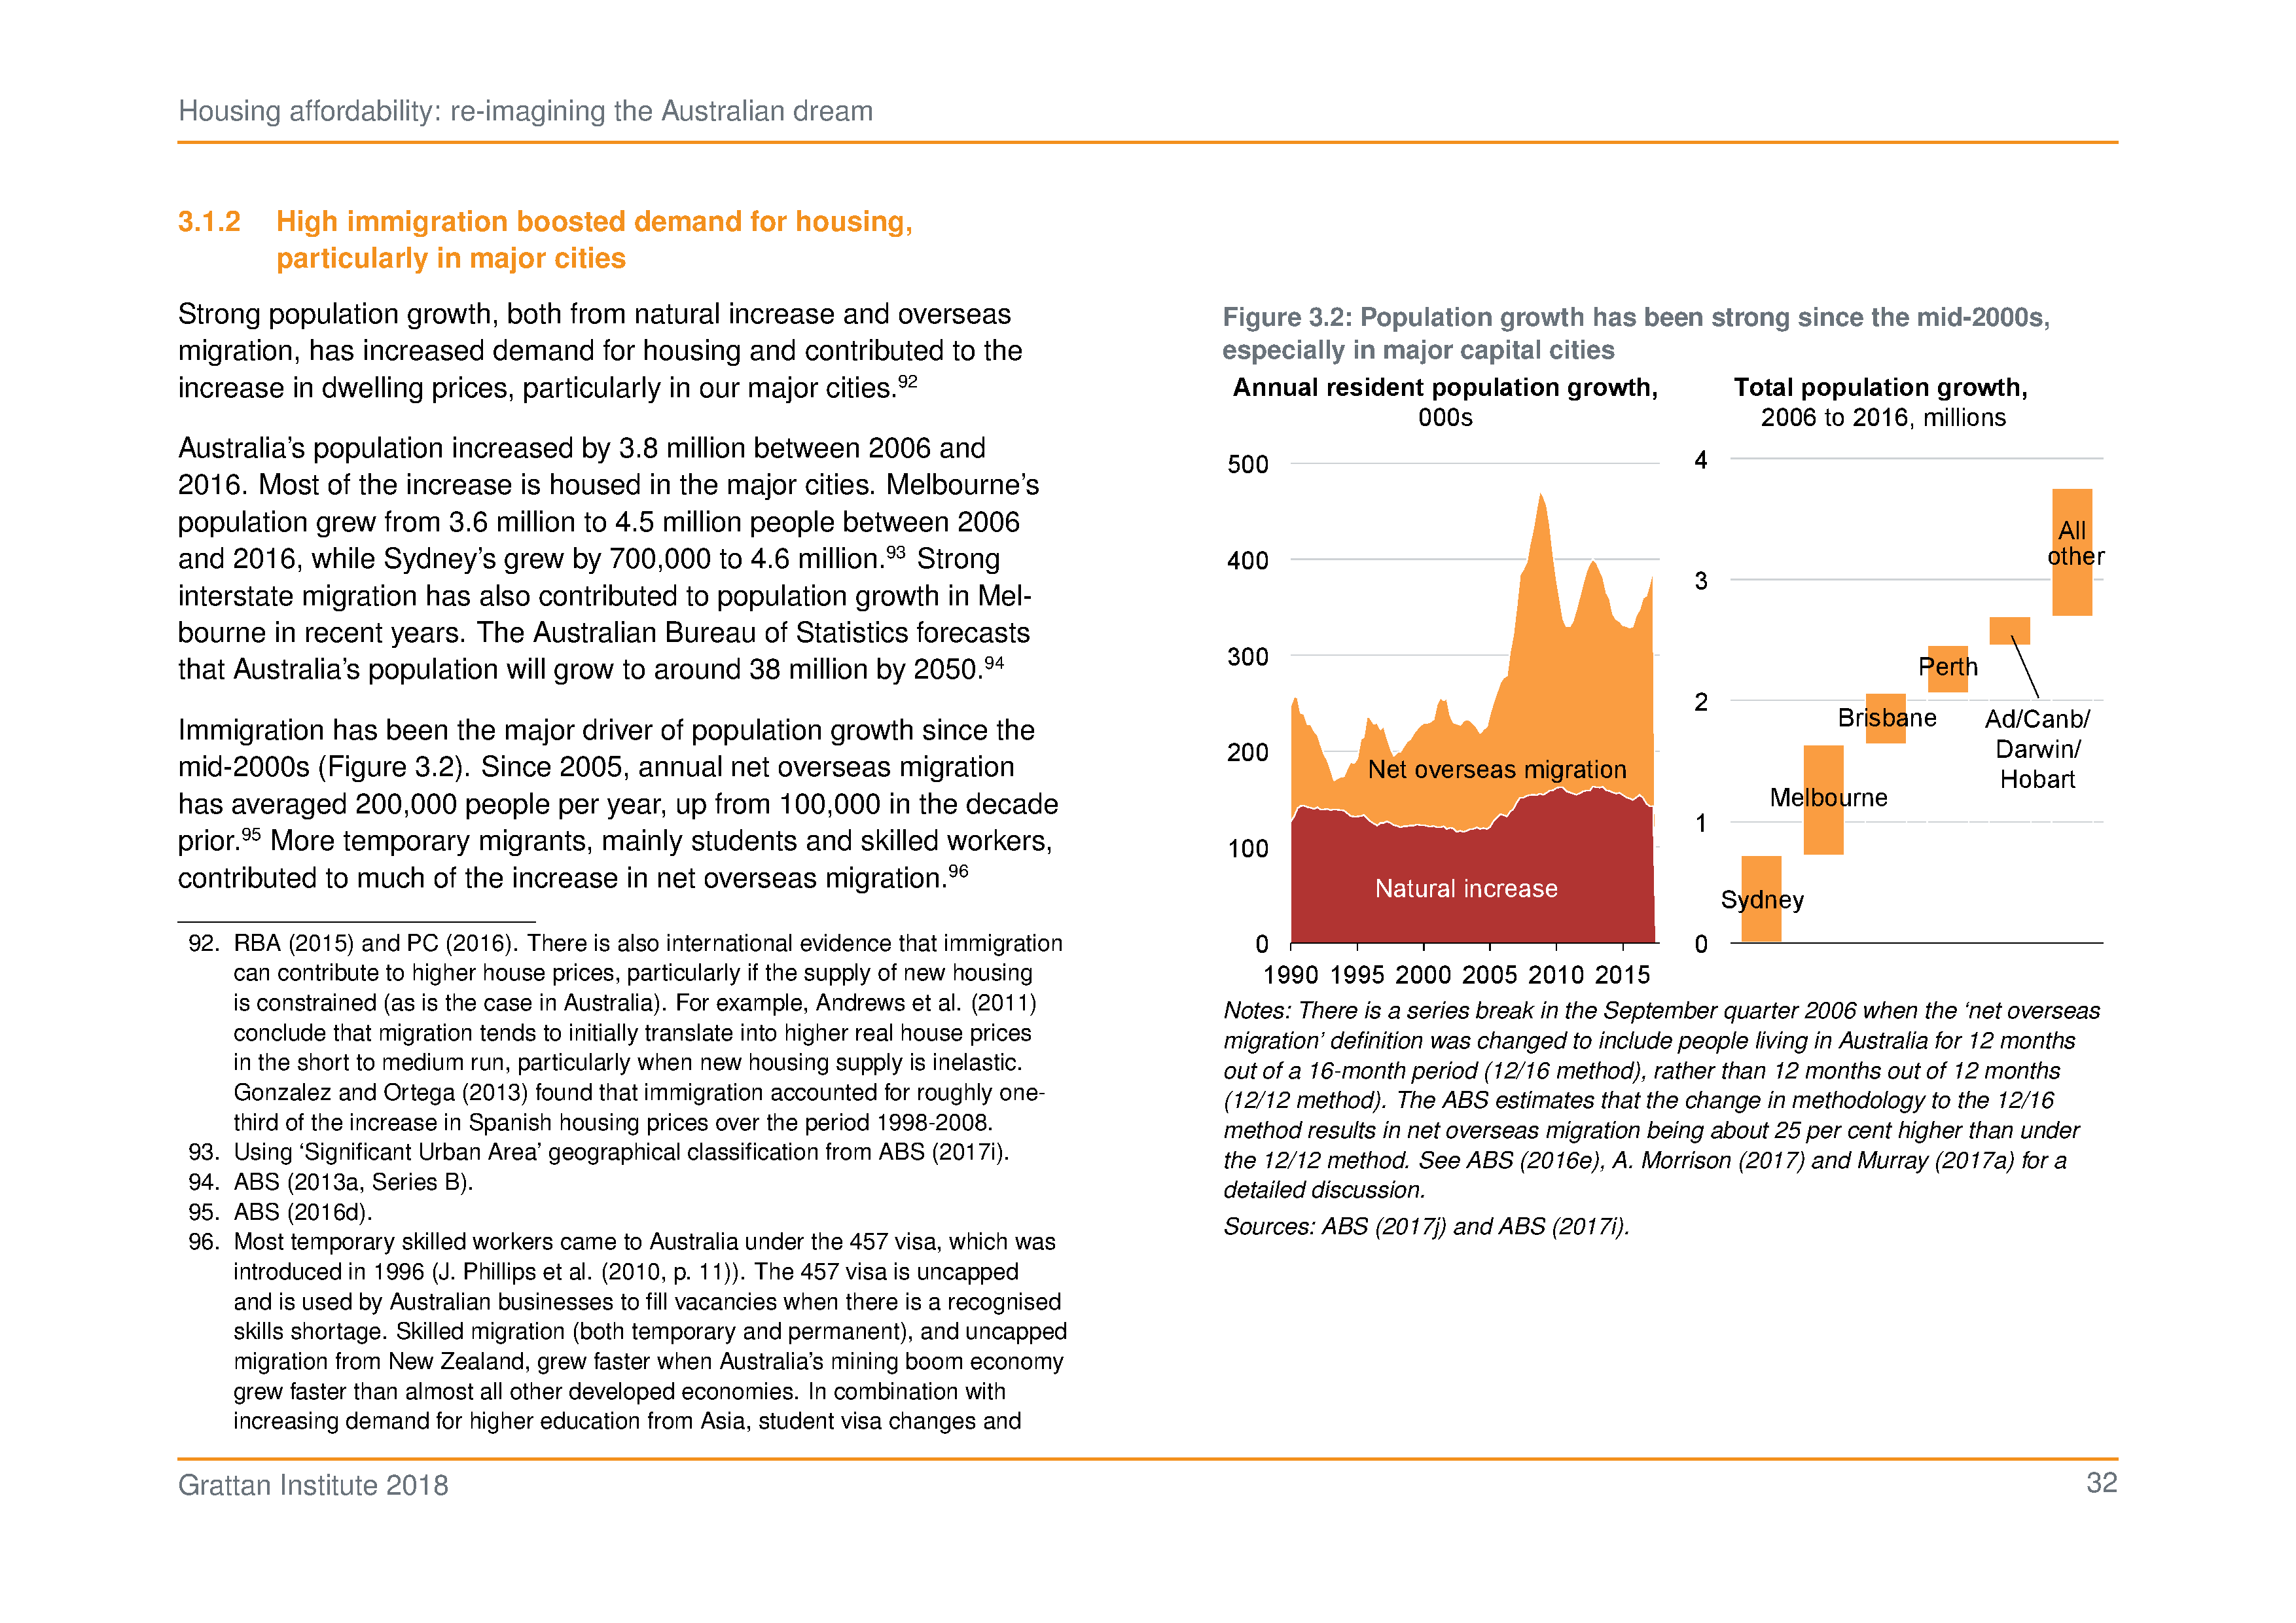 Housing affordability: re-imagining the Australian dream
3.1.2 High immigration boosted demand for housing,
particularly in major cities
Strong population growth, both from natural increase and overseas
migration, has increased demand for housing and contributed to the
increase in dwelling prices, particularly in our major cities.92
Australia’s population increased by 3.8 million between 2006 and
2016. Most of the increase is housed in the major cities. Melbourne’s
population grew from 3.6 million to 4.5 million people between 2006
and 2016, while Sydney’s grew by 700,000 to 4.6 million.93 Strong
interstate migration has also contributed to population growth in Mel-
bourne in recent years. The Australian Bureau of Statistics forecasts
that Australia’s population will grow to around 38 million by 2050.94
Immigration has been the major driver of population growth since the
mid-2000s (Figure 3.2). Since 2005, annual net overseas migration
has averaged 200,000 people per year, up from 100,000 in the decade
prior.95 More temporary migrants, mainly students and skilled workers,
contributed to much of the increase in net overseas migration.96
92. RBA (2015) and PC (2016). There is also international evidence that immigration
can contribute to higher house prices, particularly if the supply of new housing
is constrained (as is the case in Australia). For example, Andrews et al. (2011)
conclude that migration tends to initially translate into higher real house prices
in the short to medium run, particularly when new housing supply is inelastic.
Gonzalez and Ortega (2013) found that immigration accounted for roughly one-
third of the increase in Spanish housing prices over the period 1998-2008.
93. Using ‘Significant Urban Area’ geographical classification from ABS (2017i).
94. ABS (2013a, Series B).
95. ABS (2016d).
96. Most temporary skilled workers came to Australia under the 457 visa, which was
introduced in 1996 (J. Phillips et al. (2010, p. 11)). The 457 visa is uncapped
and is used by Australian businesses to fill vacancies when there is a recognised
skills shortage. Skilled migration (both temporary and permanent), and uncapped
migration from New Zealand, grew faster when Australia’s mining boom economy
grew faster than almost all other developed economies. In combination with
increasing demand for higher education from Asia, student visa changes and
Figure 3.2: Population growth has been strong since the mid-2000s,
especially in major capital cities
Annual resident population growth,
000s
500
400
300
200
100
0
Net overseas migration
Natural increase
1990 1995 2000 2005 2010 2015
Total population growth,
2006 to 2016, millions
4
3
2
1
0
All
other
Perth
Brisbane
Ad/Canb/
Darwin/
Hobart
Melbourne
Sydney
Notes: There is a series break in the September quarter 2006 when the ‘net overseas
migration’ definition was changed to include people living in Australia for 12 months
out of a 16-month period (12/16 method), rather than 12 months out of 12 months
(12/12 method). The ABS estimates that the change in methodology to the 12/16
method results in net overseas migration being about 25 per cent higher than under
the 12/12 method. See ABS (2016e), A. Morrison (2017) and Murray (2017a) for a
detailed discussion.
Sources: ABS (2017j) and ABS (2017i).
Grattan Institute 2018
32